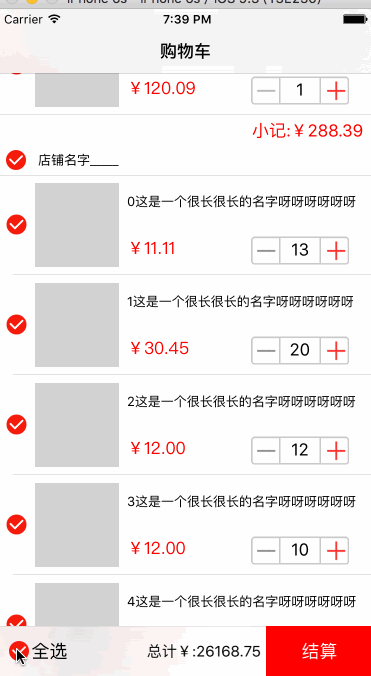 Carrier 7:39 PM
购物车
￥120.09 1
小记:￥288.39
店铺名字_____
0这是一个很长很长的名字呀呀呀呀呀呀
￥11.11 13
1这是一个很长很长的名字呀呀呀呀呀呀
￥30.45 20
2这是一个很长很长的名字呀呀呀呀呀呀
￥12.00 12
3这是一个很长很长的名字呀呀呀呀呀呀
￥12.00 10
4这是一个很长很长的名字呀呀呀呀呀呀
全选 总计￥:26168.75 结算